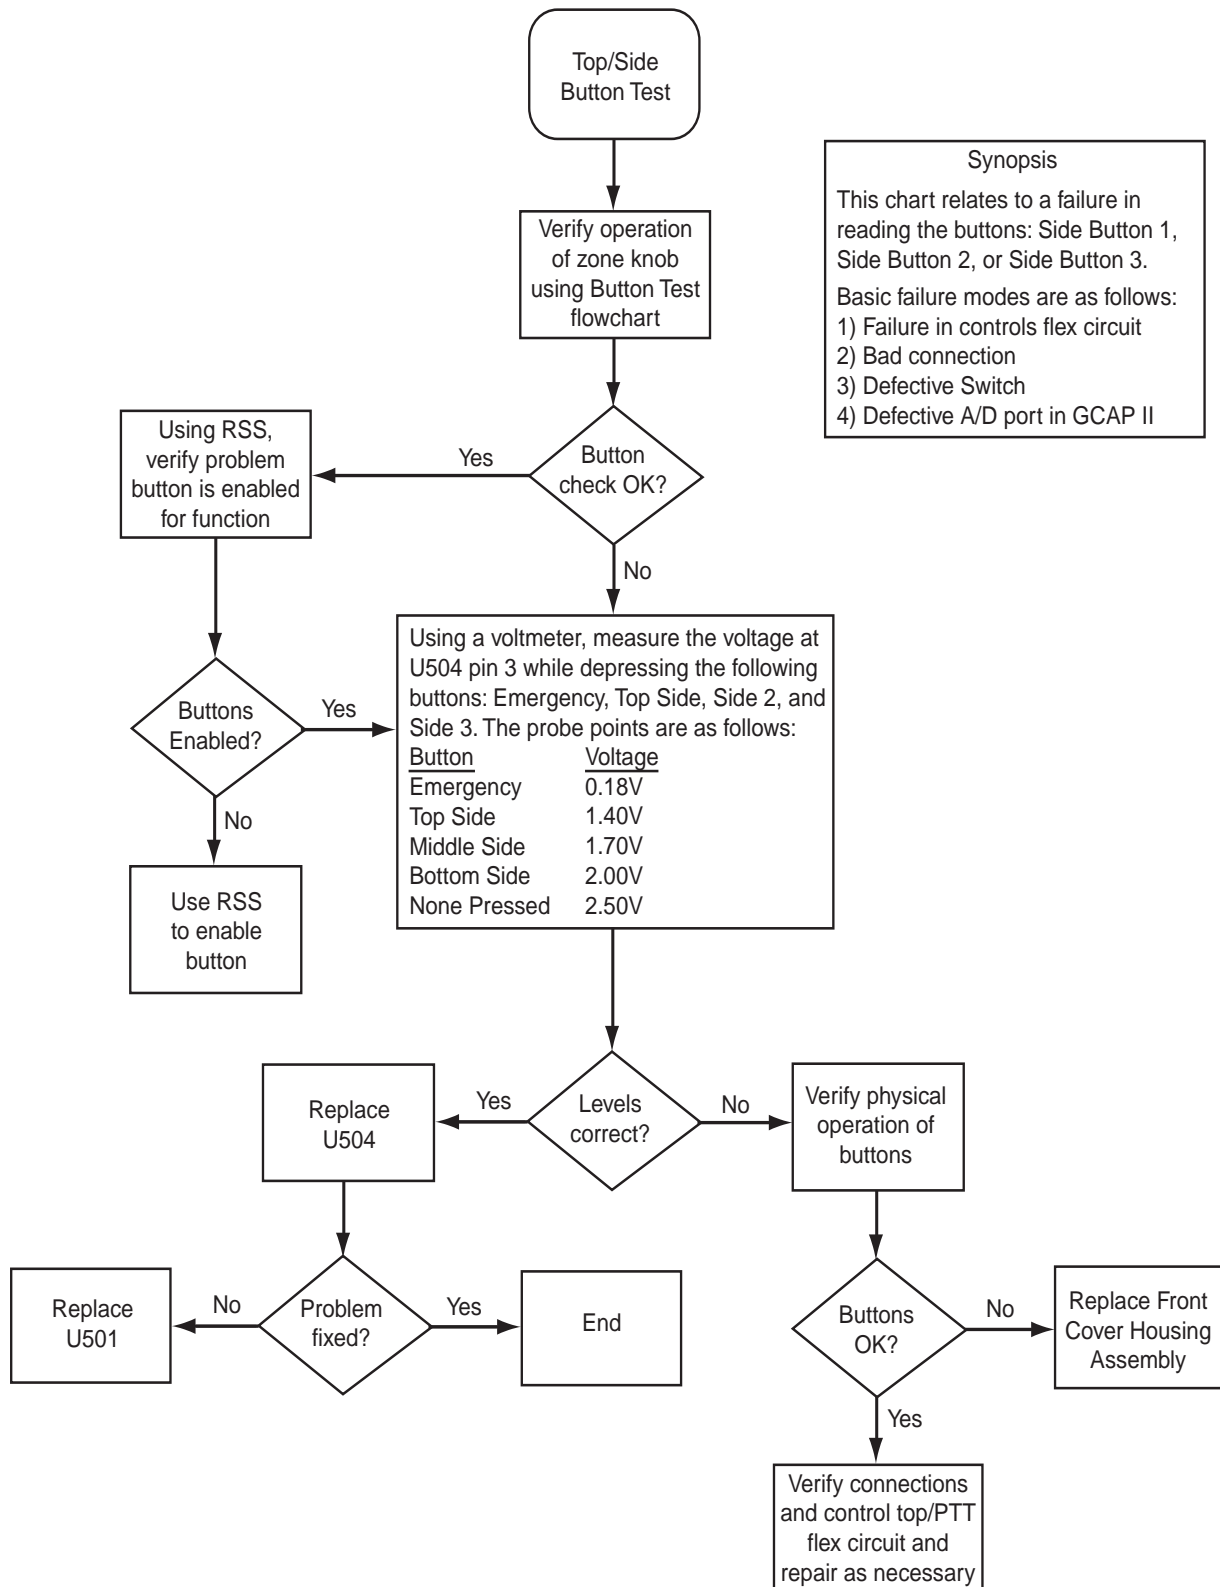 Top/Side
Button Test
Synopsis
This chart relates to a failure in
reading the buttons: Side Button 1,
Side Button 2, or Side Button 3.
Basic failure modes are as follows:
1) Failure in controls flex circuit
2) Bad connection
3) Defective Switch
4) Defective A/D port in GCAP II
Verify operation
of zone knob
using Button Test
flowchart
Using RSS,
verify problem
button is enabled
for function
Yes
Button
check OK?
No
Using a voltmeter, measure the voltage at
U504 pin 3 while depressing the following
buttons: Emergency, Top Side, Side 2, and
Side 3. The probe points are as follows:
Button Voltage
Emergency 0.18V
Top Side 1.40V
Middle Side 1.70V
Bottom Side 2.00V
None Pressed 2.50V
Buttons
Enabled?
Yes
No
Use RSS
to enable
button
Replace
U504
Yes
Levels
correct?
No
Verify physical
operation of
buttons
Replace
U501
No
Problem
fixed?
Yes
End
Buttons
OK?
No
Replace Front
Cover Housing
Assembly
Yes
Verify connections
and control top/PTT
flex circuit and
repair as necessary